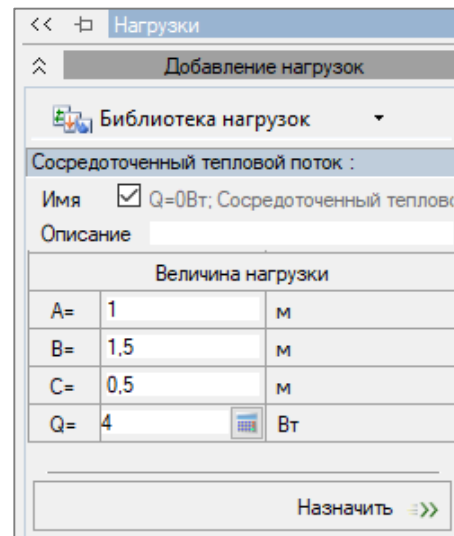 << Нагрузки
Добавление нагрузок
Библиотека нагрузок
Сосредоточенный тепловой поток :
Имя Q=0Вт; Сосредоточенный теплово
Описание
Величина нагрузки
A= 1 м
B= 1,5 м
C= 0,5 м
Q= 4 Вт
Назначить